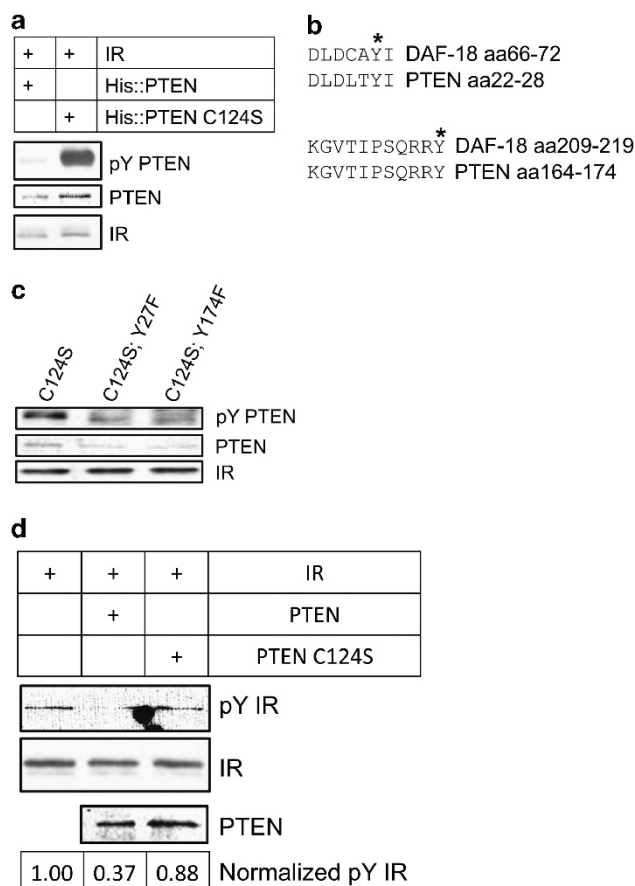 a
+ + IR
+ His::PTEN
+ His::PTEN C124S
pY PTEN
PTEN
IR
b
*
DLDCAYI DAF-18 aa66-72
DLDLTYI PTEN aa22-28
*
KGVTIPSQRRY DAF-18 aa209-219
KGVTIPSQRRY PTEN aa164-174
c
C124S
C124S; Y27F
C124S; Y174F
pY PTEN
PTEN
IR
d
+ + + IR
+ PTEN
+ PTEN C124S
pY IR
IR
PTEN
1.00 0.37 0.88 Normalized pY IR